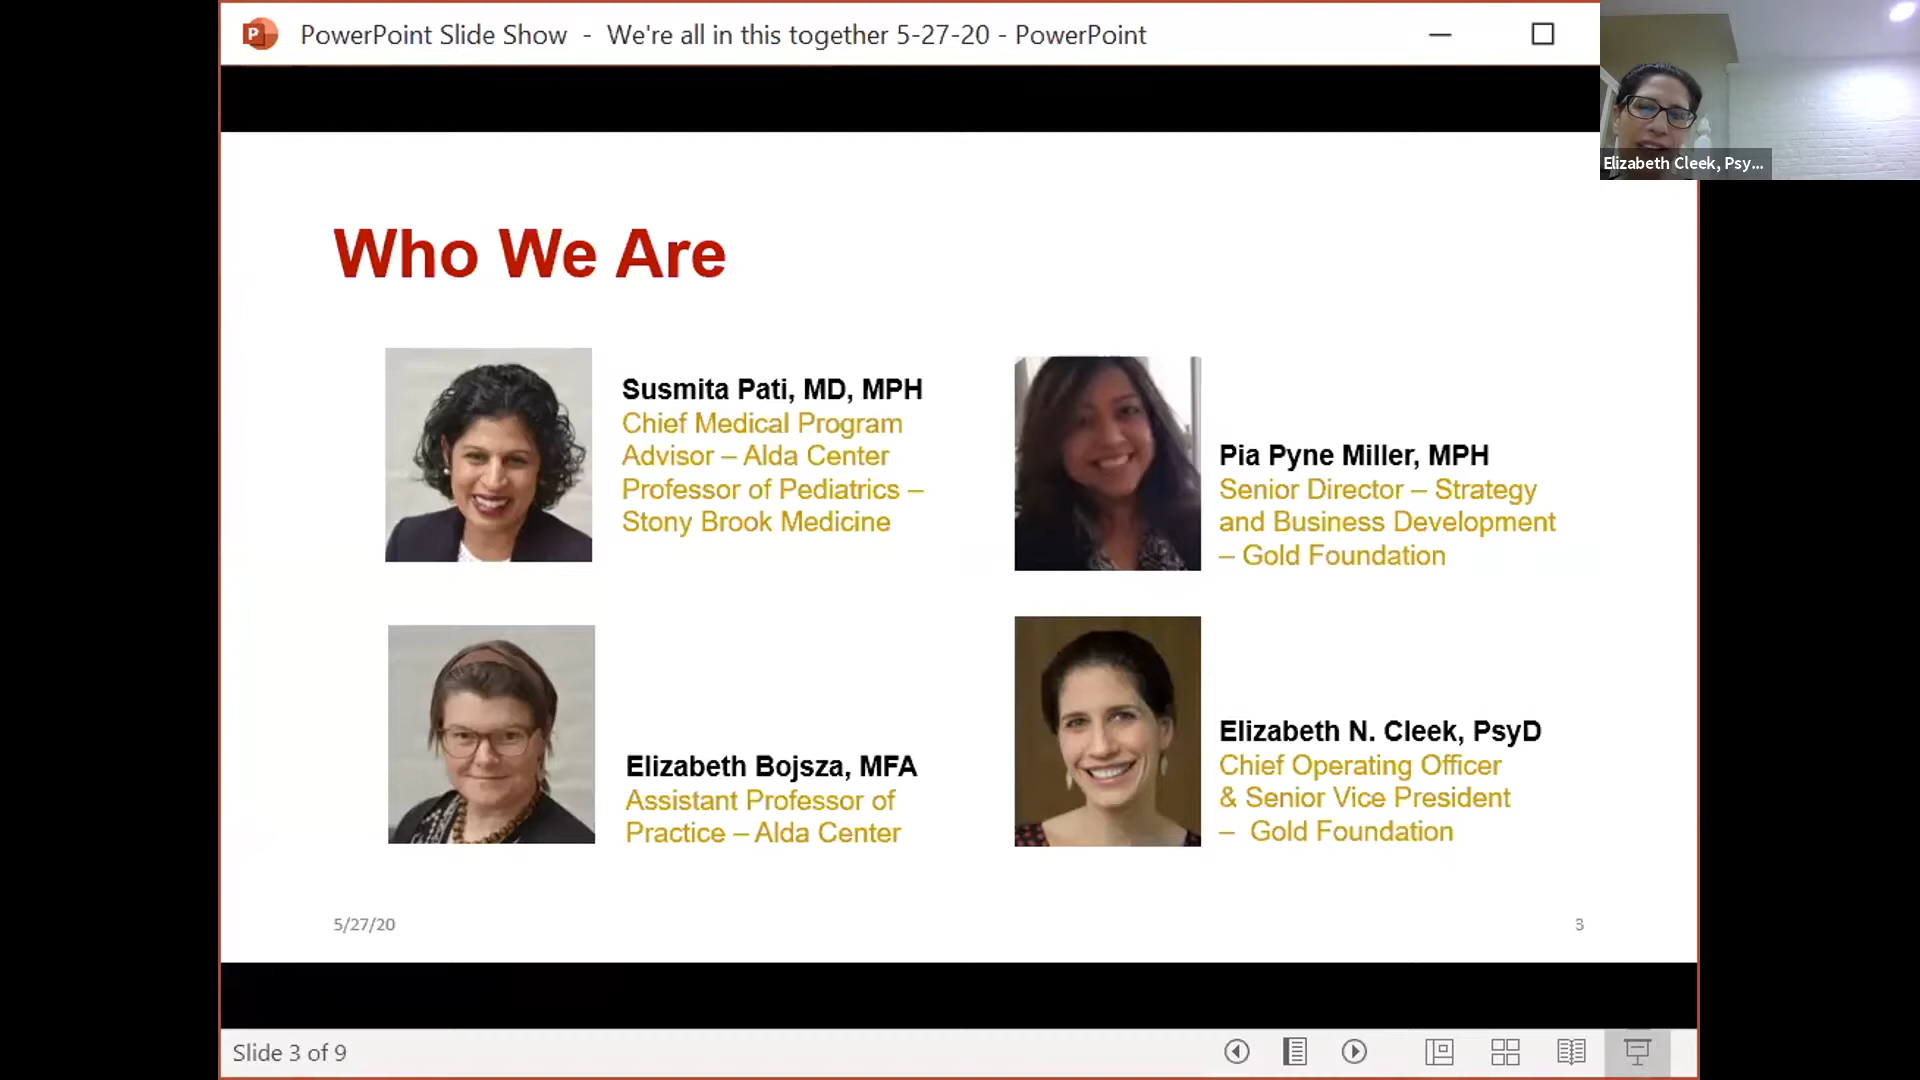 PowerPoint Slide Show - We're all in this together 5-27-20 - PowerPoint
Elizabeth Cleek, Psy...
Who We Are
Susmita Pati, MD, MPH
Chief Medical Program
Advisor – Alda Center
Professor of Pediatrics –
Stony Brook Medicine
Pia Pyne Miller, MPH
Senior Director – Strategy
and Business Development
– Gold Foundation
Elizabeth Bojsza, MFA
Assistant Professor of
Practice – Alda Center
Elizabeth N. Cleek, PsyD
Chief Operating Officer
& Senior Vice President
– Gold Foundation
5/27/20
3
Slide 3 of 9